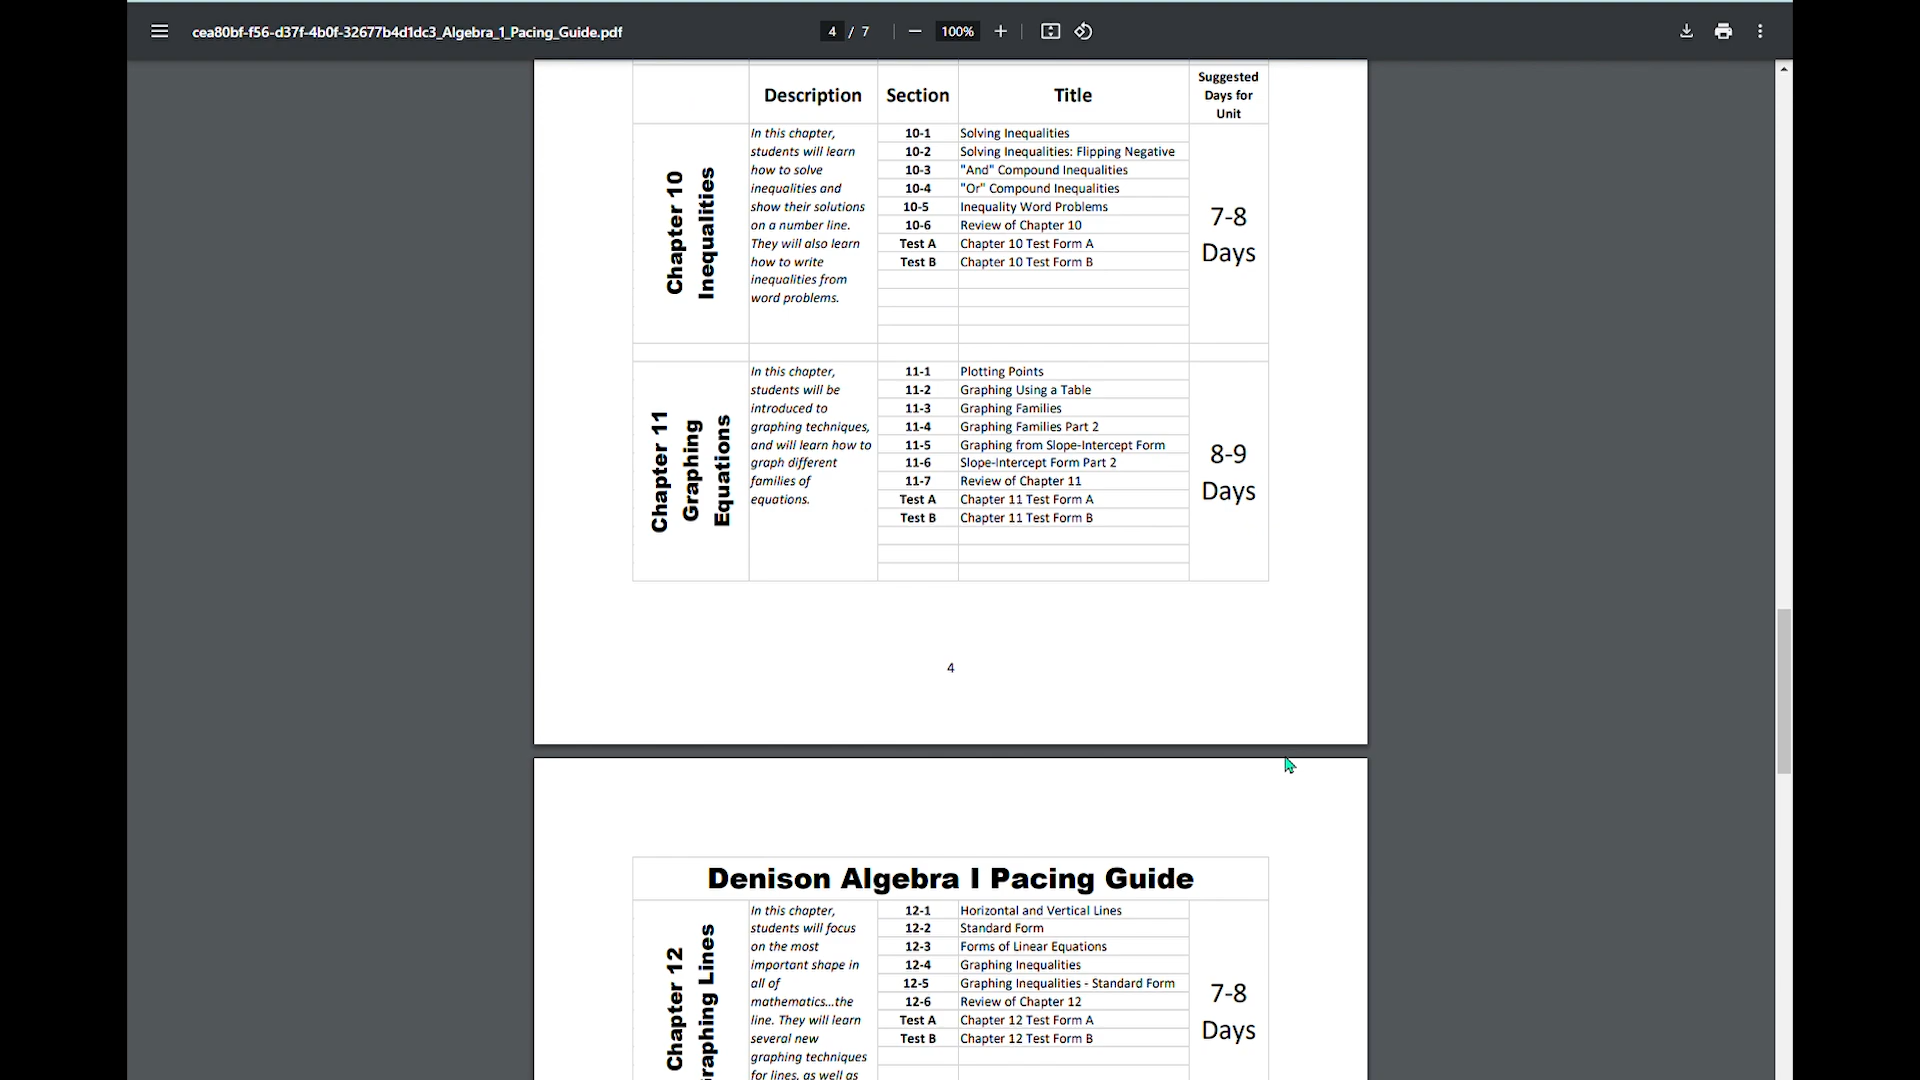 cea80bf-f56-d37f-4b0f-32677b4d1dc3_Algebra_1_Pacing_Guide.pdf
4 / 7
100%
Description Section Title Suggested Days for Unit
Chapter 10 Inequalities
In this chapter,
students will learn
how to solve
inequalities and
show their solutions
on a number line.
They will also learn
how to write
inequalities from
word problems.
10-1 Solving Inequalities
10-2 Solving Inequalities: Flipping Negative
10-3 "And" Compound Inequalities
10-4 "Or" Compound Inequalities
10-5 Inequality Word Problems
10-6 Review of Chapter 10
Test A Chapter 10 Test Form A
Test B Chapter 10 Test Form B
7-8
Days
Chapter 11
Graphing
Equations
In this chapter,
students will be
introduced to
graphing techniques,
and will learn how to
graph different
families of
equations.
11-1 Plotting Points
11-2 Graphing Using a Table
11-3 Graphing Families
11-4 Graphing Families Part 2
11-5 Graphing from Slope-Intercept Form
11-6 Slope-Intercept Form Part 2
11-7 Review of Chapter 11
Test A Chapter 11 Test Form A
Test B Chapter 11 Test Form B
8-9
Days
4
Denison Algebra I Pacing Guide
Chapter 12
raphing Lines
In this chapter,
students will focus
on the most
important shape in
all of
mathematics...the
line. They will learn
several new
graphing techniques
for lines, as well as
12-1 Horizontal and Vertical Lines
12-2 Standard Form
12-3 Forms of Linear Equations
12-4 Graphing Inequalities
12-5 Graphing Inequalities - Standard Form
12-6 Review of Chapter 12
Test A Chapter 12 Test Form A
Test B Chapter 12 Test Form B
7-8
Days